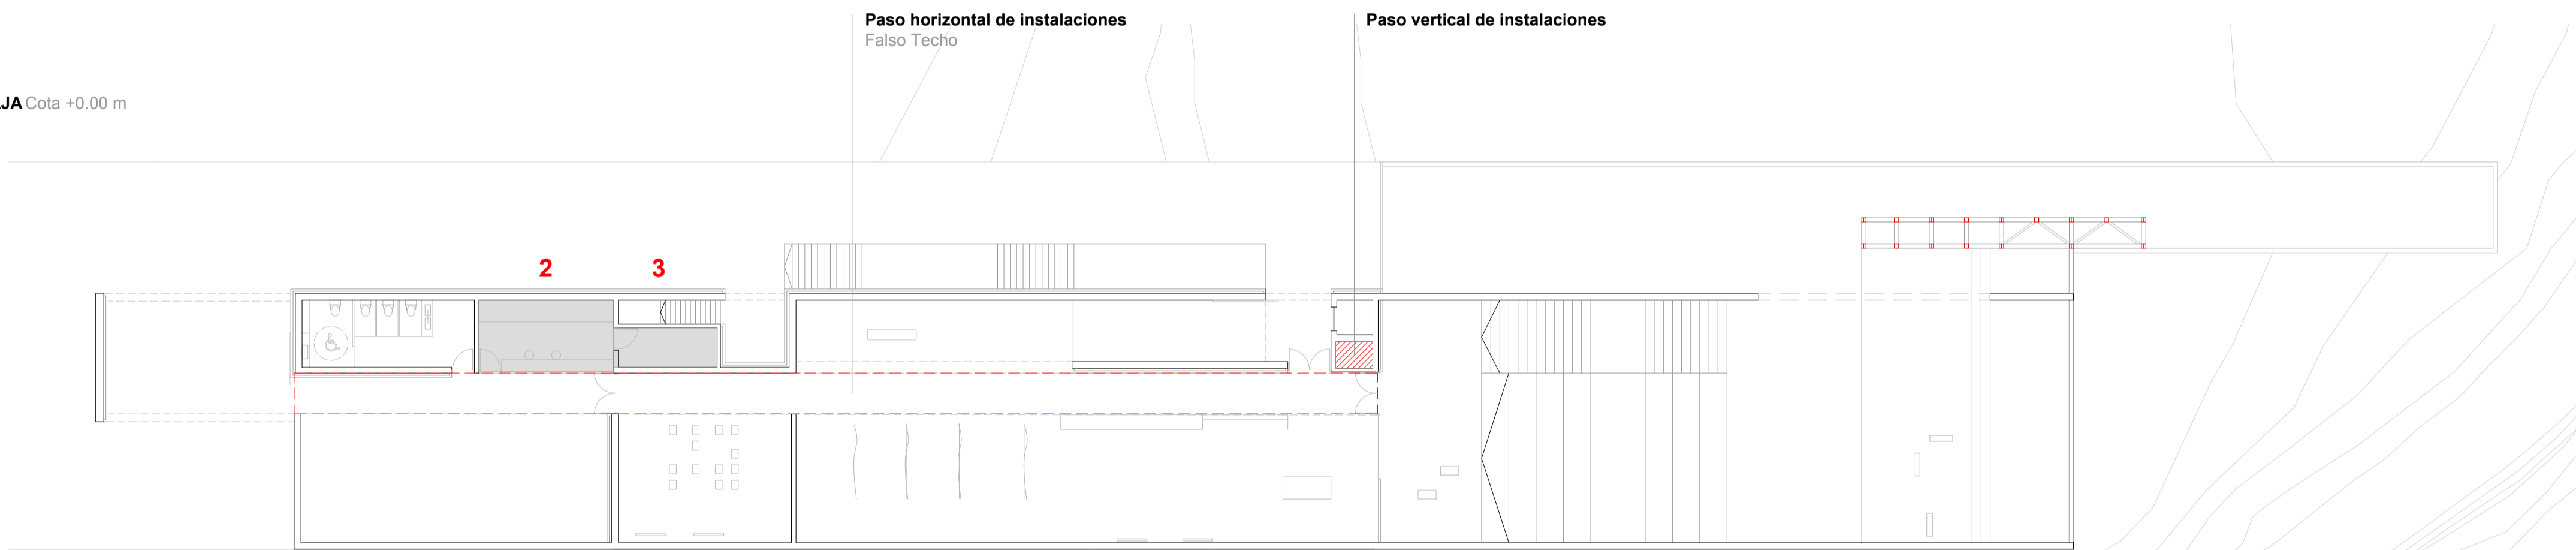 Paso horizontal de instalaciones
Falso Techo
Paso vertical de instalaciones
JA Cota +0.00 m
2
3